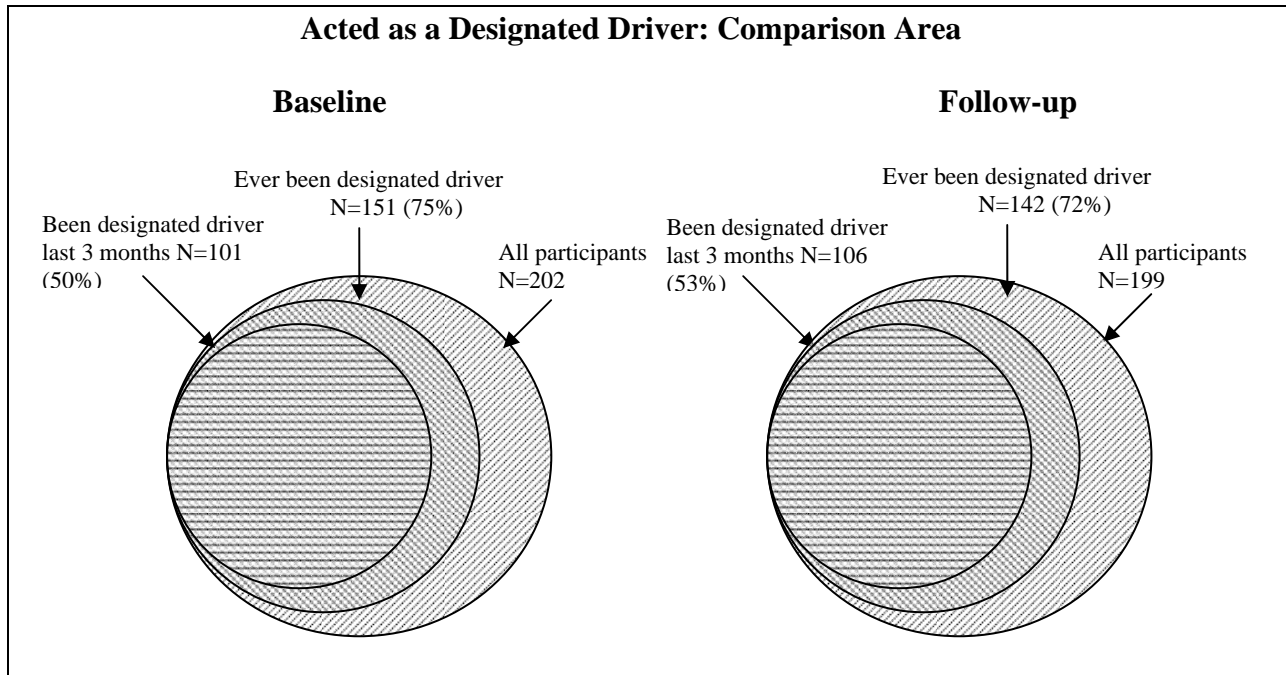 Acted as a Designated Driver: Comparison Area
Baseline
Ever been designated driver
N=151 (75%)
Been designated driver
last 3 months N=101
(50%)
All participants
N=202
Follow-up
Ever been designated driver
N=142 (72%)
Been designated driver
last 3 months N=106
(53%)
All participants
N=199